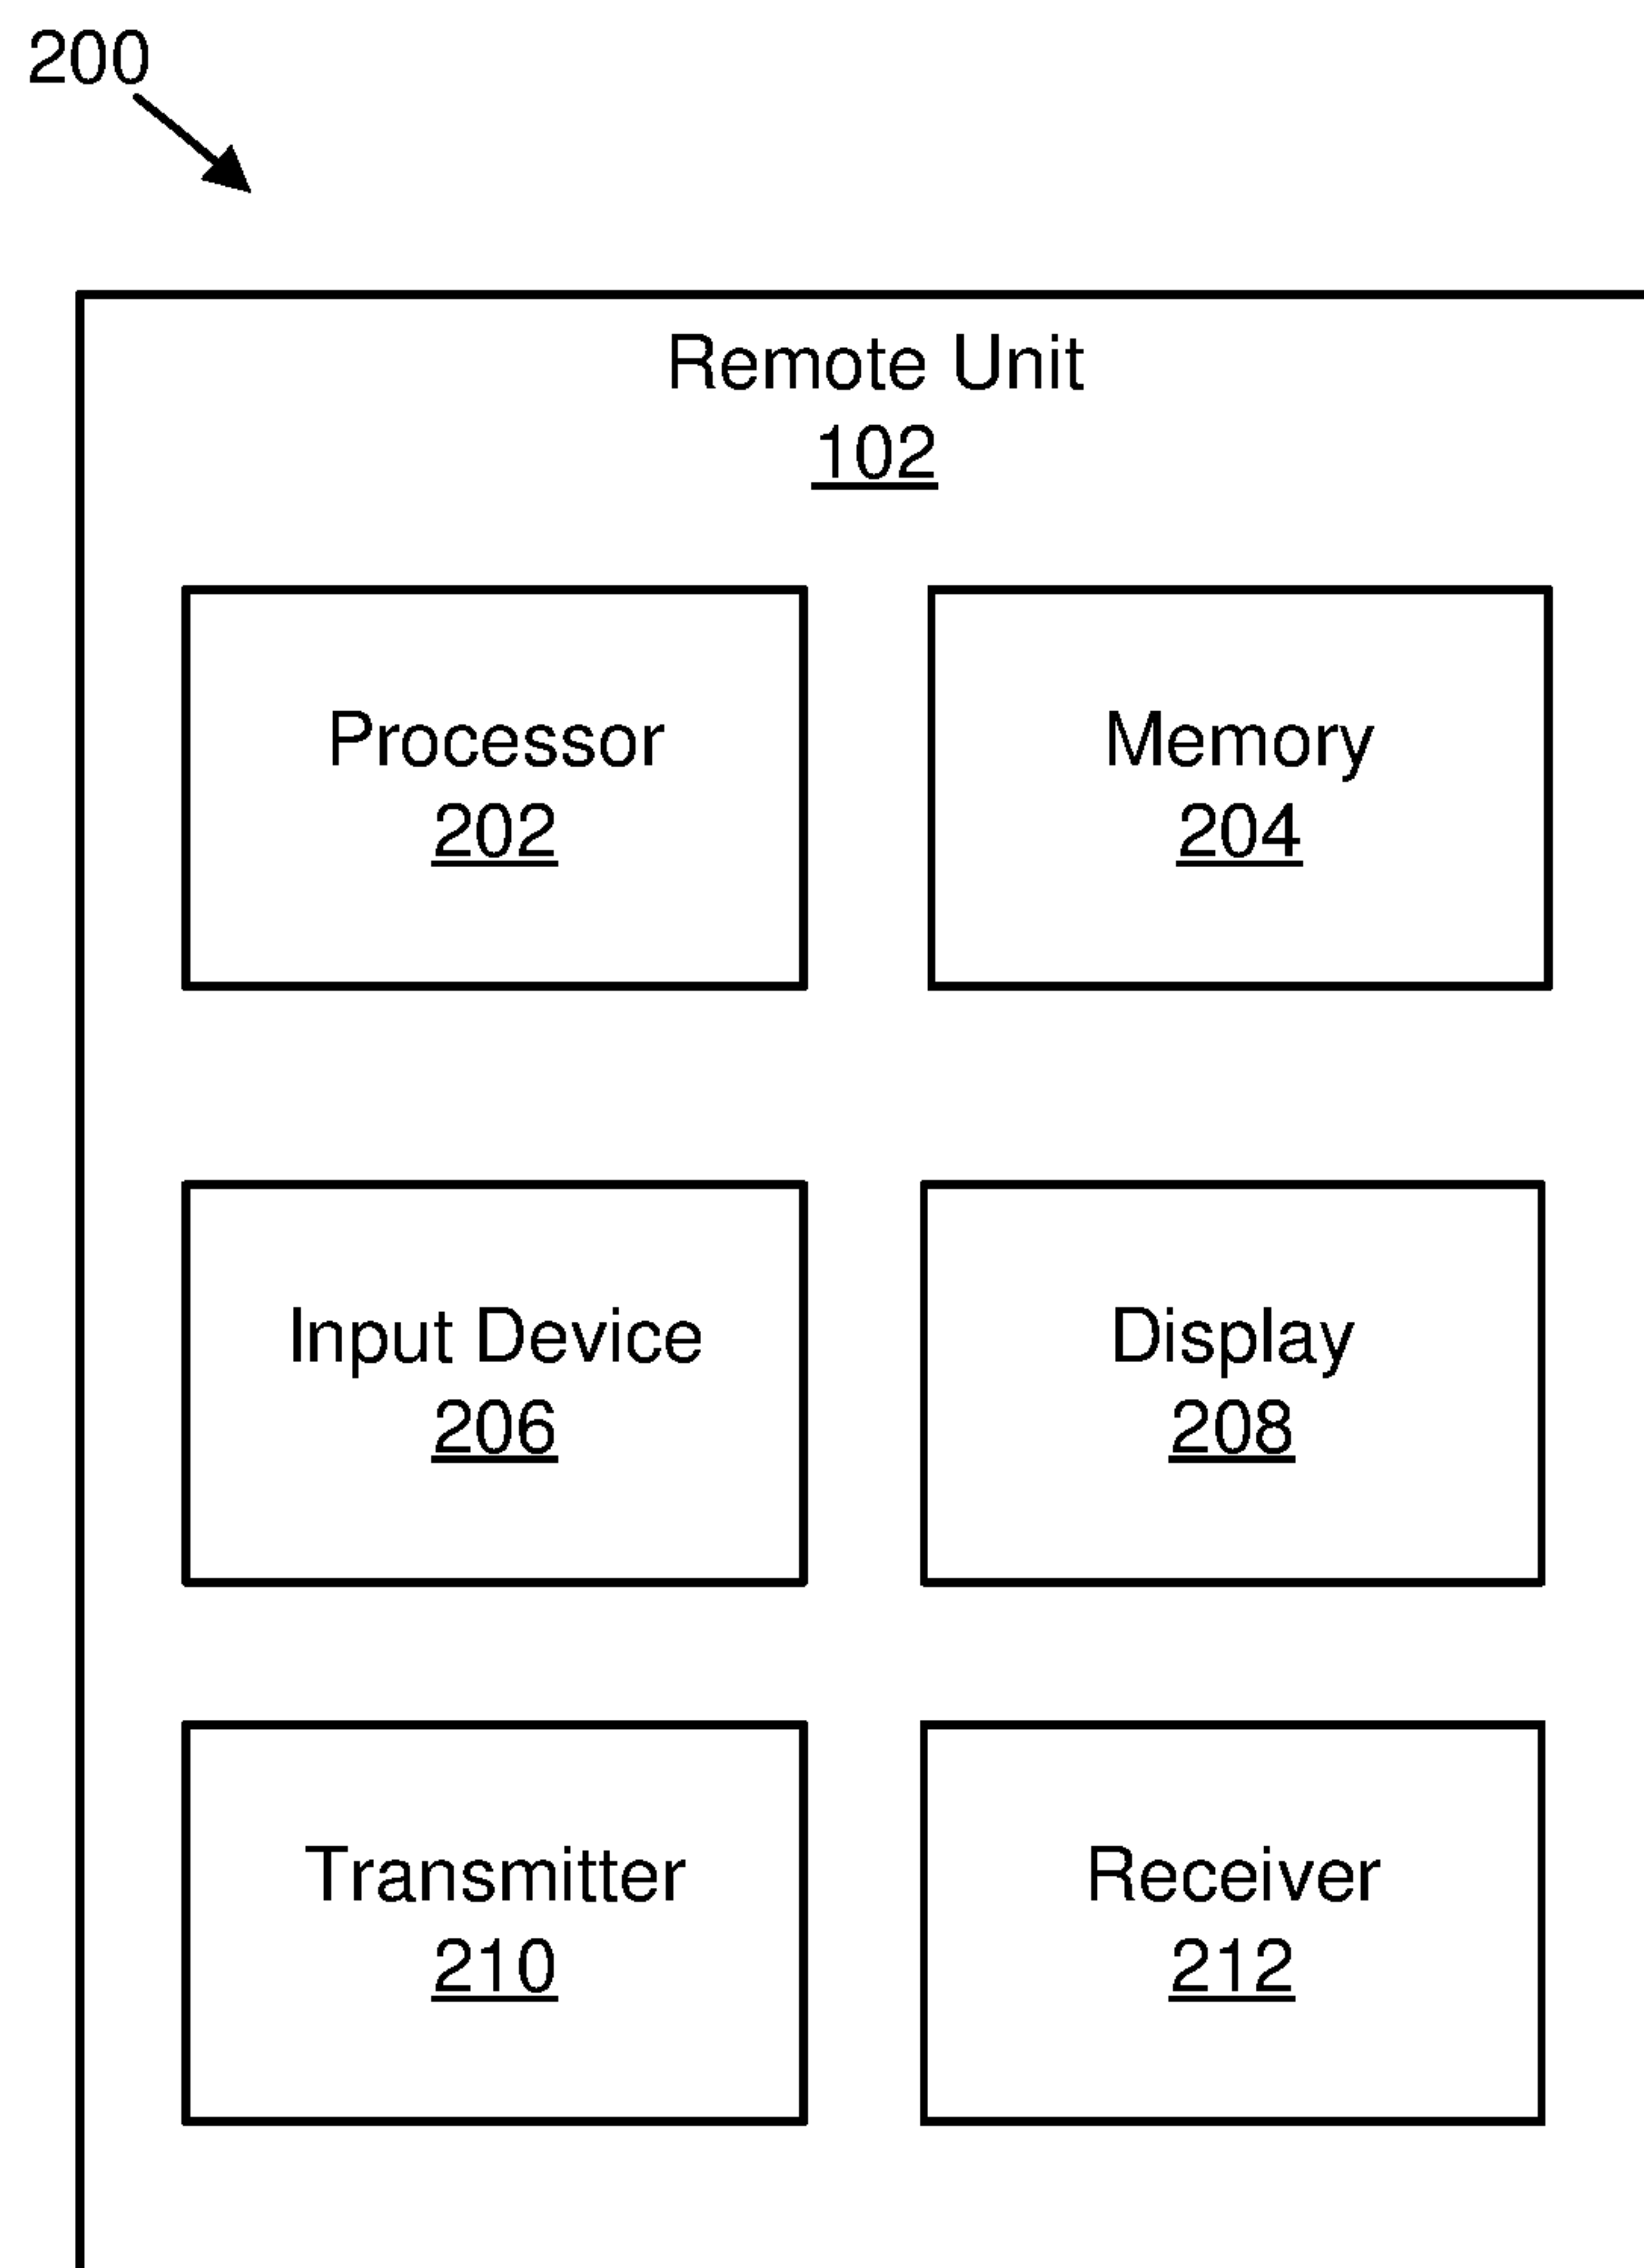 200
Remote Unit
102
Processor
202
Memory
204
Input Device
206
Display
208
Transmitter
210
Receiver
212